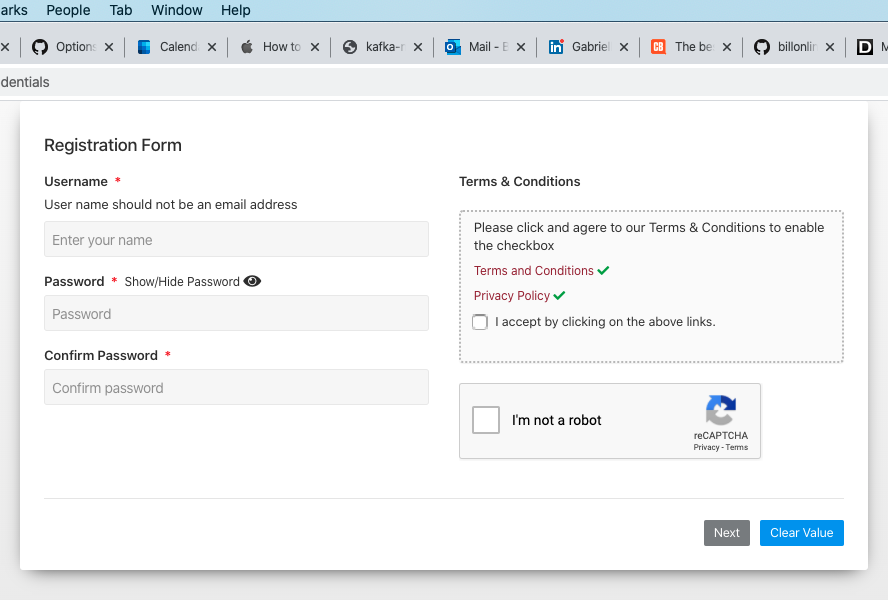 arks People Tab Window Help
Options Calend How to kafka-r Mail - Gabriel The be billonlin
dentials
Registration Form
Username *
User name should not be an email address
Enter your name
Password * Show/Hide Password
Password
Confirm Password *
Confirm password
Terms & Conditions
Please click and agere to our Terms & Conditions to enable
the checkbox
Terms and Conditions
Privacy Policy
I accept by clicking on the above links.
I'm not a robot
reCAPTCHA
Privacy - Terms
Next Clear Value